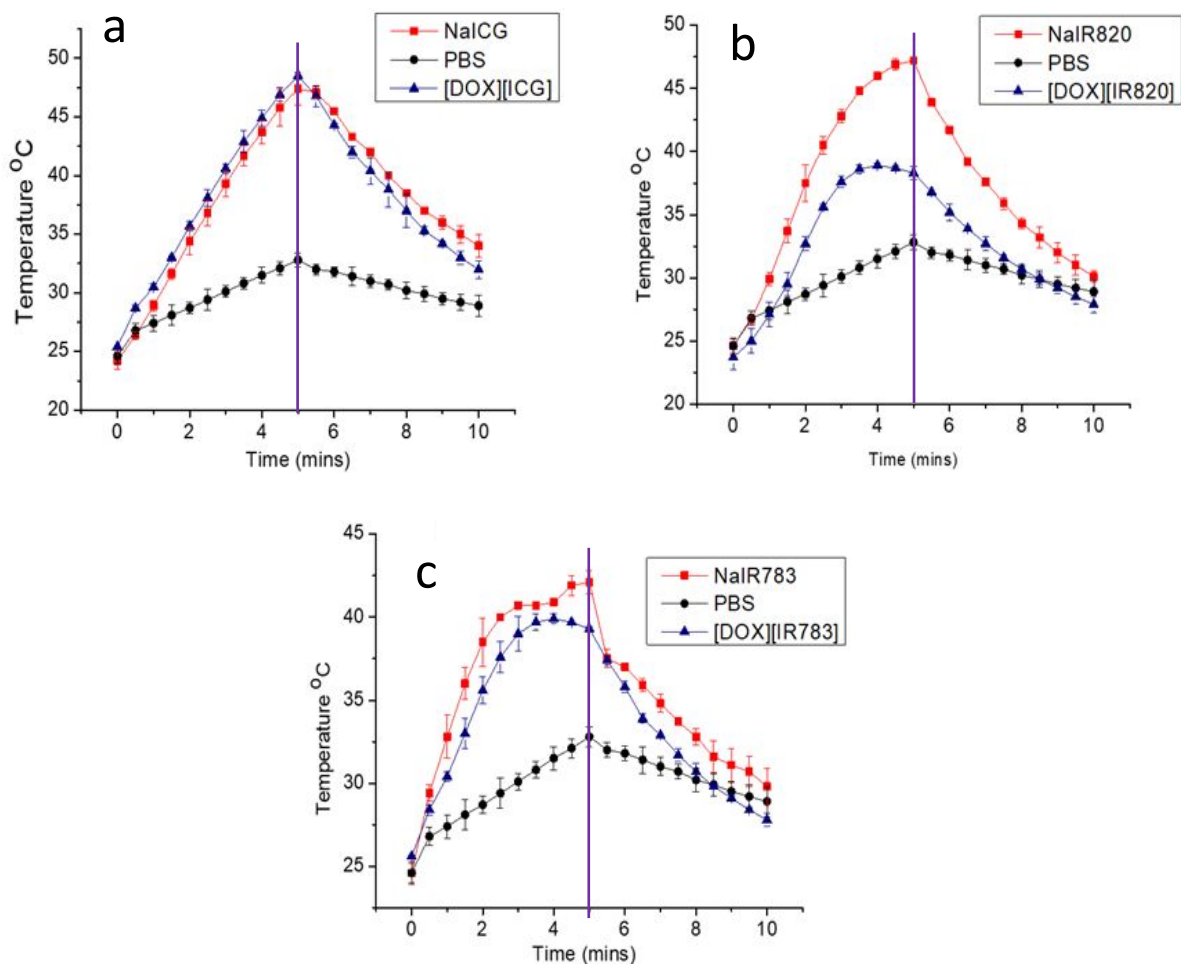 a
NaICG
PBS
[DOX][ICG]
50
45
40
35
30
25
20
Temperature °C
0 2 4 6 8 10
Time (mins)
b
NaIR820
PBS
[DOX][IR820]
50
45
40
35
30
25
20
Temperature °C
0 2 4 6 8 10
Time (mins)
c
NaIR783
PBS
[DOX][IR783]
45
40
35
30
25
Temperature °C
0 2 4 6 8 10
Time (mins)